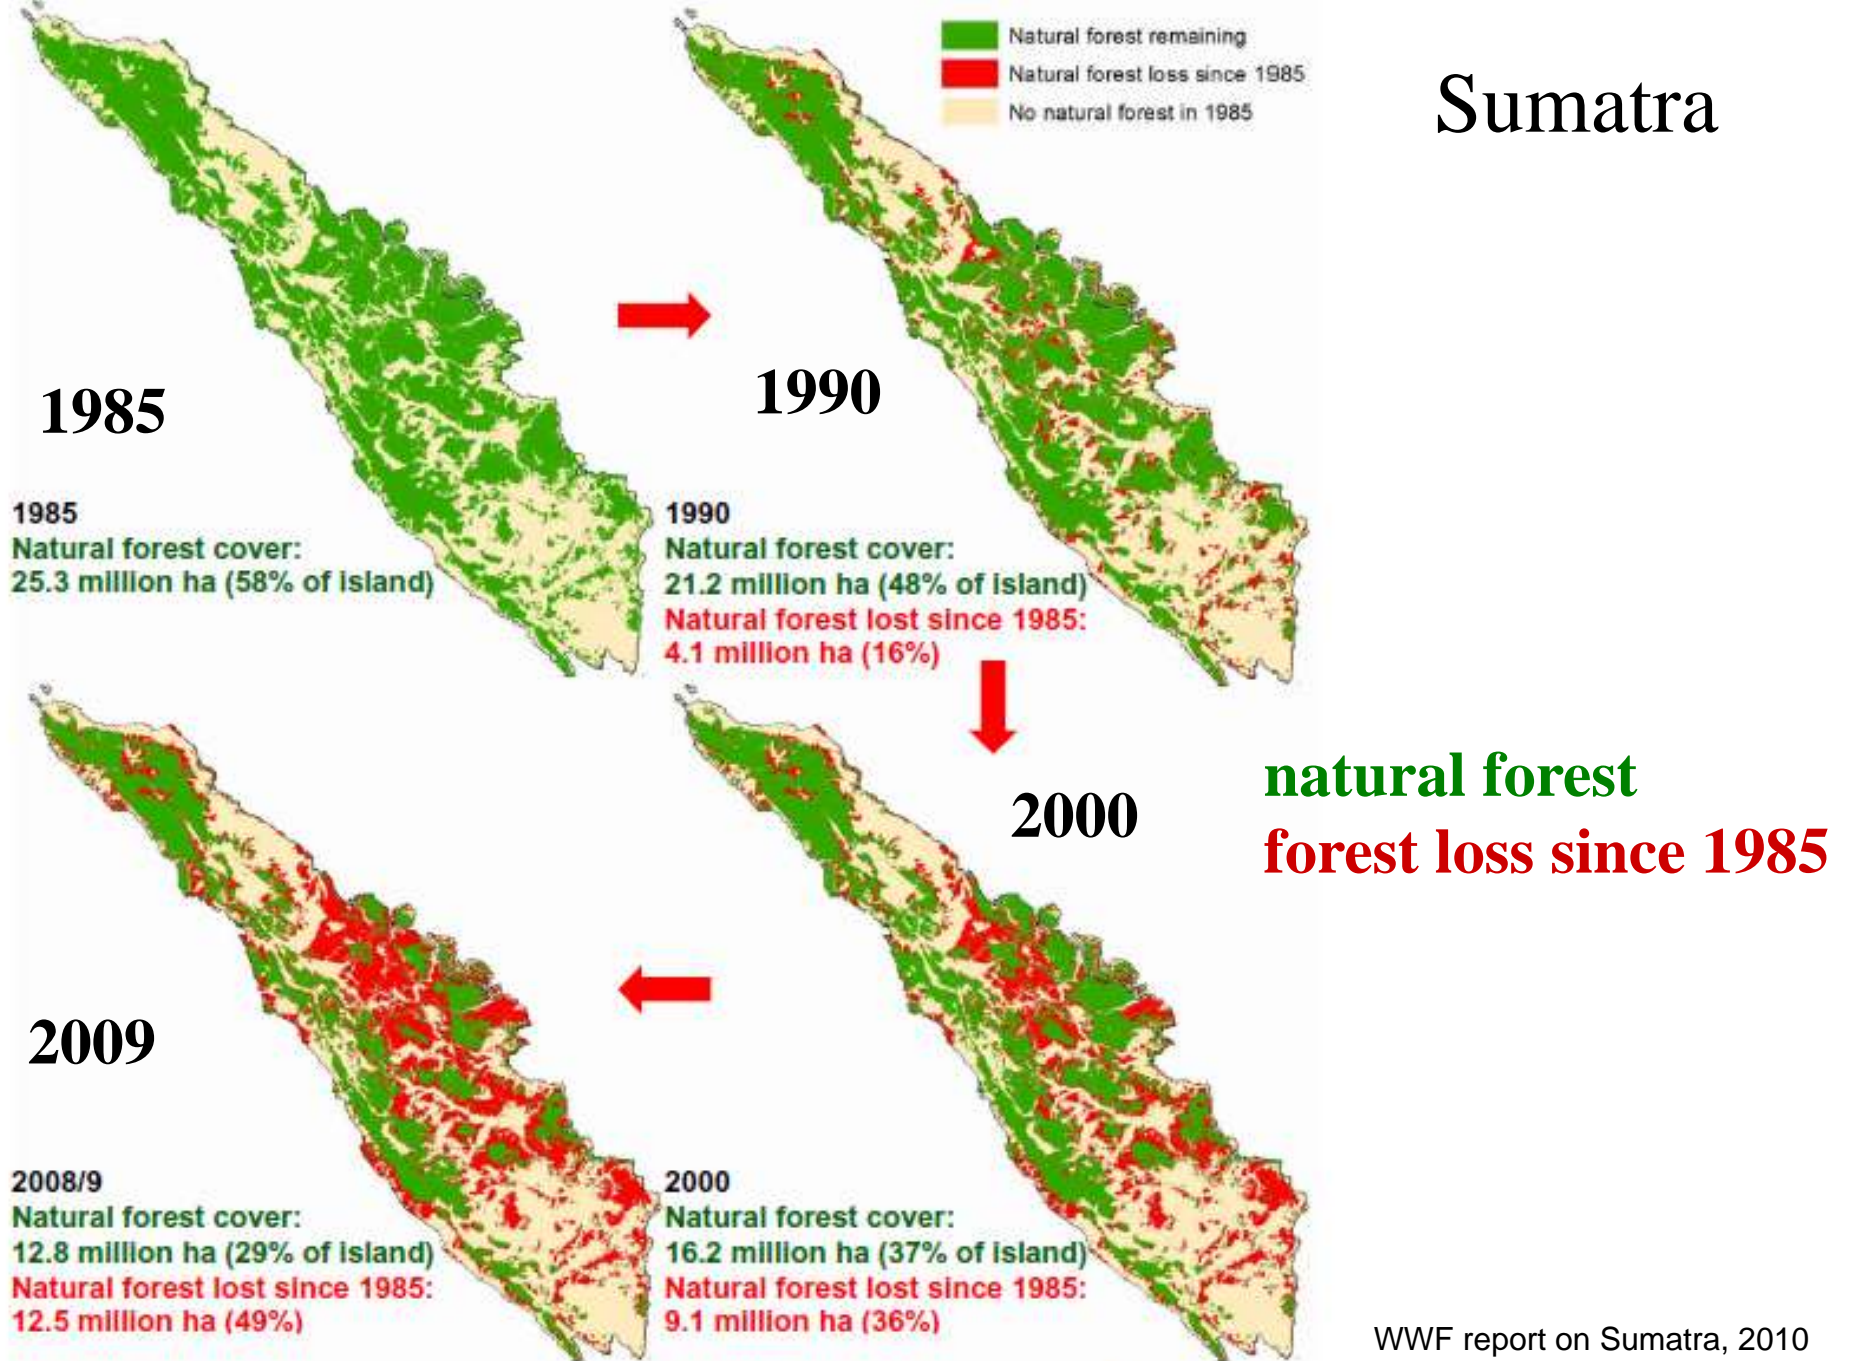 Natural forest remaining
Natural forest loss since 1985
No natural forest in 1985
Sumatra
1985
1990
1985
Natural forest cover:
25.3 million ha (58% of island)
1990
Natural forest cover:
21.2 million ha (48% of island)
Natural forest lost since 1985:
4.1 million ha (16%)
natural forest
forest loss since 1985
2000
2009
2008/9
Natural forest cover:
12.8 million ha (29% of island)
Natural forest lost since 1985:
12.5 million ha (49%)
2000
Natural forest cover:
16.2 million ha (37% of island)
Natural forest lost since 1985:
9.1 million ha (36%)
WWF report on Sumatra, 2010